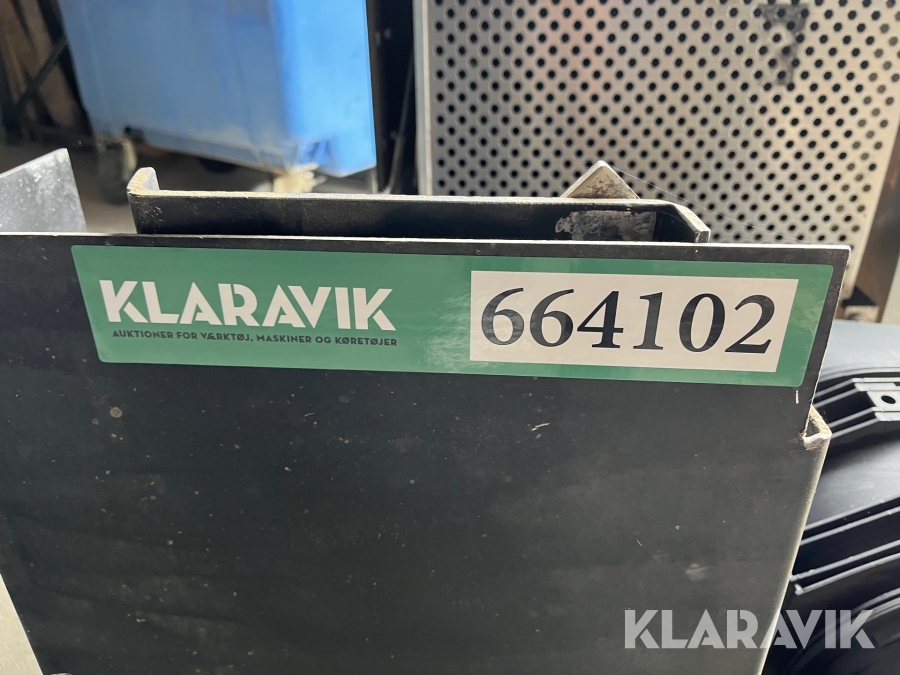 KLARAVIK
AUKTIONER FOR VÆRKTØJ, MASKINER OG KØRETØJER
664102
KLARAVIK